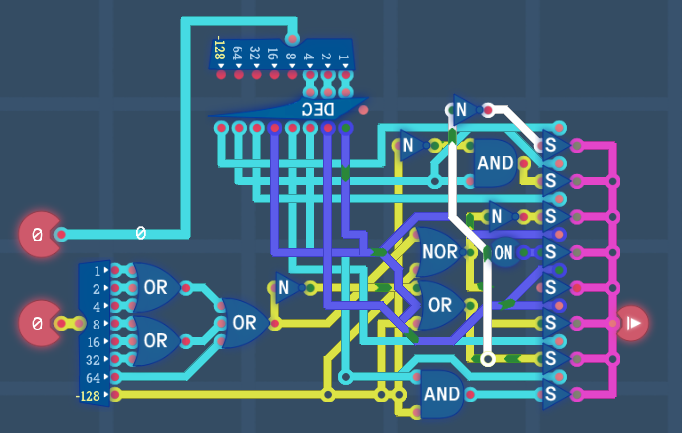 -128 64 32 16 8 4 2 1
DEC
N
N
S
AND
S
0
0
N
S
NOR
ON
S
1
2
4
8
16
32
64
-128
OR
OR
OR
N
OR
0
S
S
AND
S